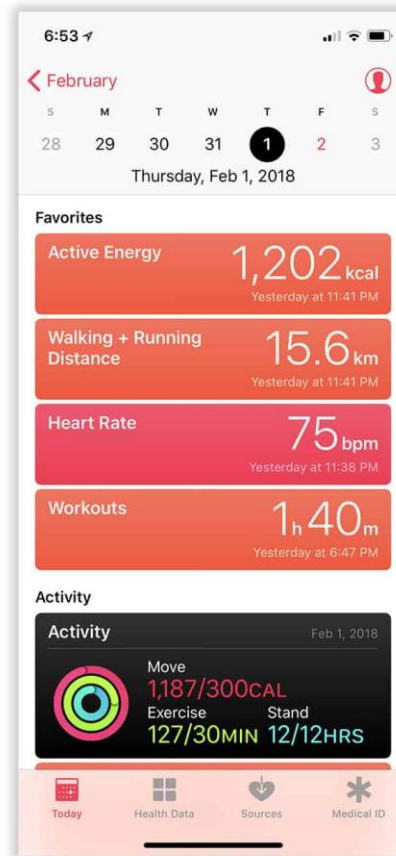 6:53
February
S M T W T F S
28 29 30 31 1 2 3
Thursday, Feb 1, 2018
Favorites
Active Energy 1,202 kcal
Yesterday at 11:41 PM
Walking + Running
Distance 15.6 km
Yesterday at 11:41 PM
Heart Rate 75 bpm
Yesterday at 11:38 PM
Workouts 1h 40m
Yesterday at 6:47 PM
Activity
Activity Feb 1, 2018
Move
1,187/300CAL
Exercise Stand
127/30MIN 12/12HRS
Today Health Data Sources Medical ID